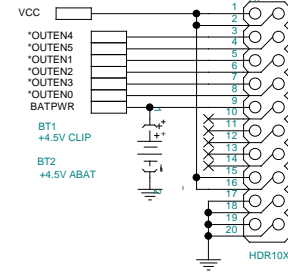 VCC
*OUTEN4
*OUTEN5
*OUTEN1
*OUTEN2
*OUTEN3
*OUTEN0
BATPWR
BT1
+4.5V CLIP
BT2
+4.5V ABAT
1
2
3
4
5
6
7
8
9
10
11
12
13
14
15
16
17
18
19
20
HDR10X